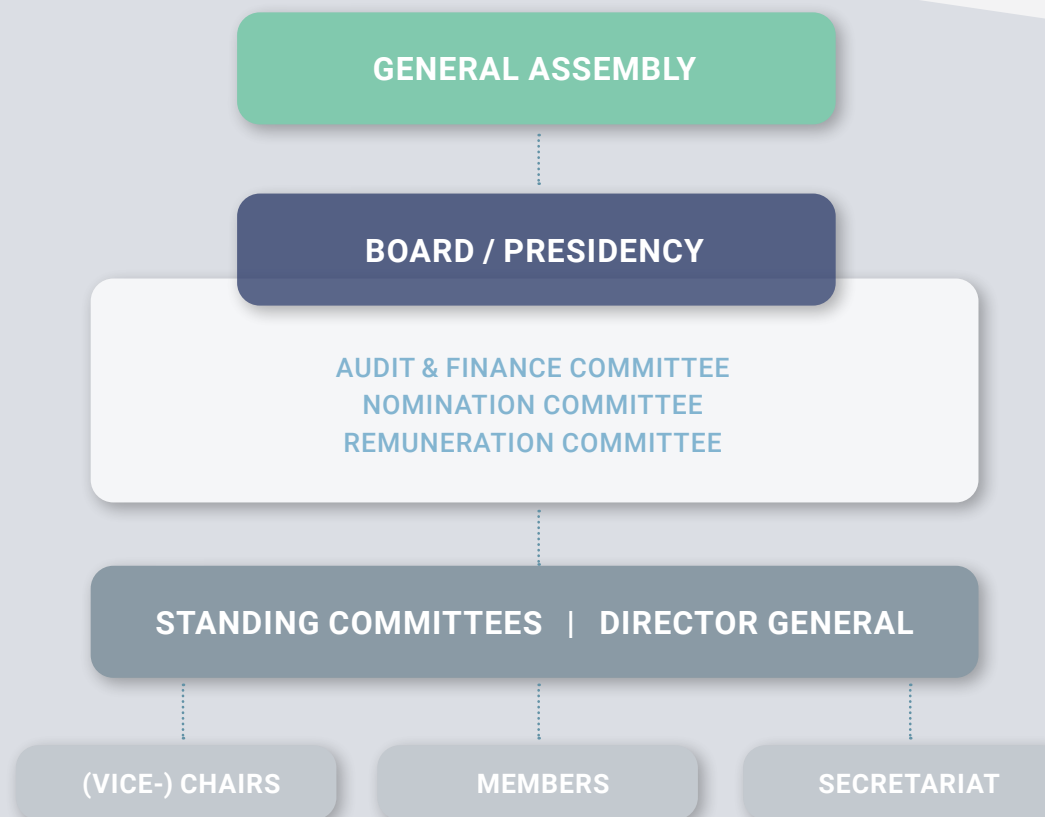 GENERAL ASSEMBLY
BOARD / PRESIDENCY
AUDIT & FINANCE COMMITTEE
NOMINATION COMMITTEE
REMUNERATION COMMITTEE
STANDING COMMITTEES | DIRECTOR GENERAL
(VICE-) CHAIRS
MEMBERS
SECRETARIAT